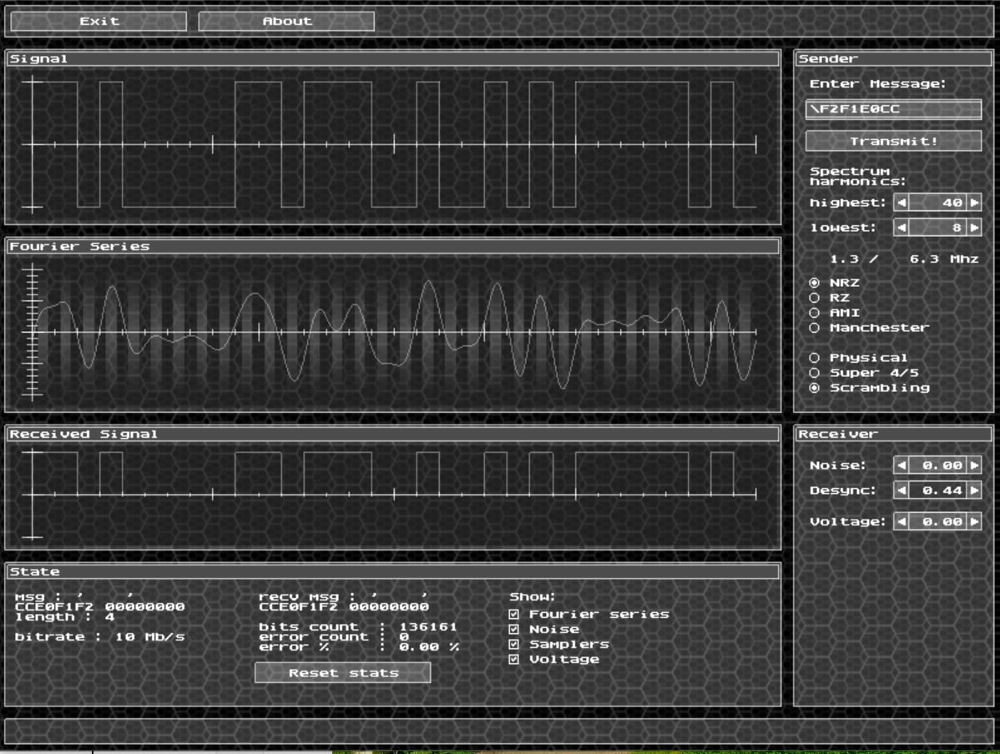 Exit About
Signal
Sender
Enter Message:
\F2F1E0CC
Transmit!
Spectrum
harmonics:
highest: 40
lowest: 8
1.3 / 6.3 Mhz
NRZ
RZ
AMI
Manchester
Physical
Super 4/5
Scrambling
Fourier Series
Received Signal
Receiver
Noise: 0.00
Desync: 0.44
Voltage: 0.00
State
msg : ' '
CCE0F1F2 00000000
length : 4
bitrate : 10 Mb/s
recv msg : ' '
CCE0F1F2 00000000
bits count : 136161
error count : 0
error % : 0.00 %
Reset stats
Show:
Fourier series
Noise
Samplers
Voltage